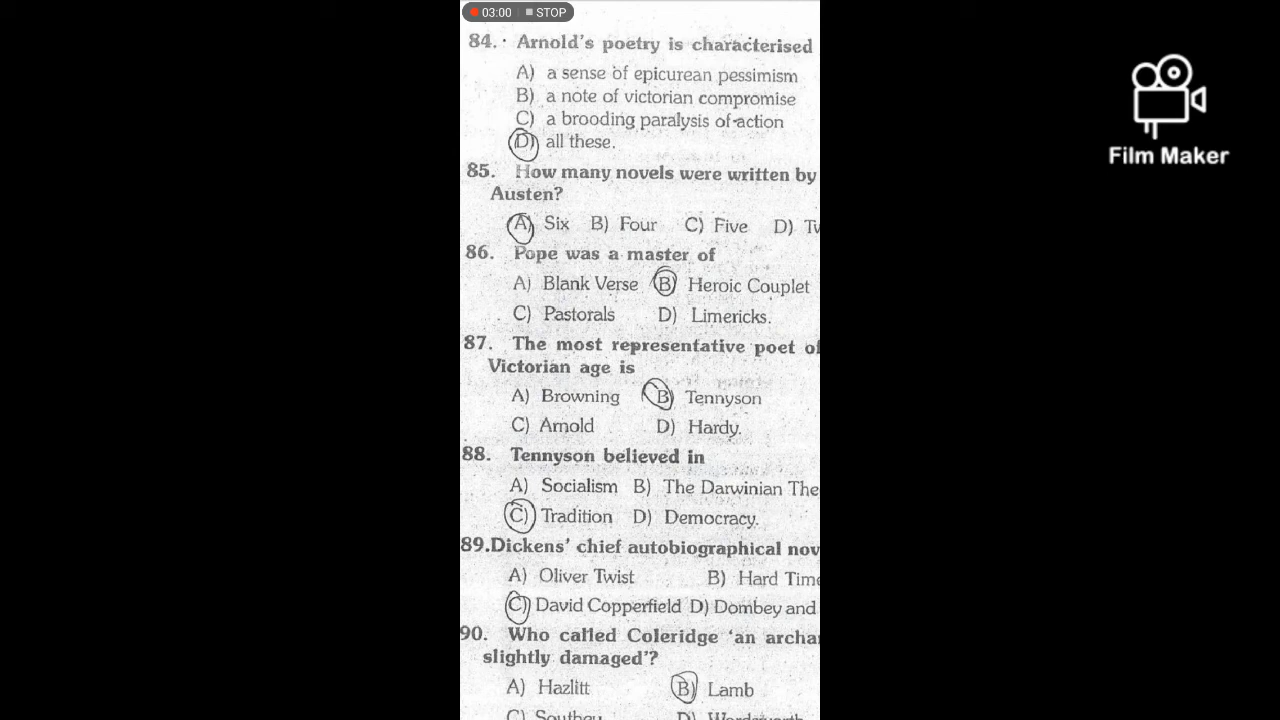 03:00 STOP
84. Arnold's poetry is characterised
A) a sense of epicurean pessimism
B) a note of victorian compromise
C) a brooding paralysis of action
D) all these.
85. How many novels were written by
Austen?
A) Six B) Four C) Five D)
86. Pope was a master of
A) Blank Verse B) Heroic Couplet
C) Pastorals D) Limericks.
87. The most representative poet
Victorian age is
A) Browning B) Tennyson
C) Arnold D) Hardy.
88. Tennyson believed in
A) Socialism B) The Darwinian
C) Tradition D) Democracy.
89.Dickens' chief autobiographical
A) Oliver Twist B) Hard
C) David Copperfield D) Dombey and
90. Who called Coleridge 'an
slightly damaged'?
A) Hazlitt B) Lamb
Film Maker